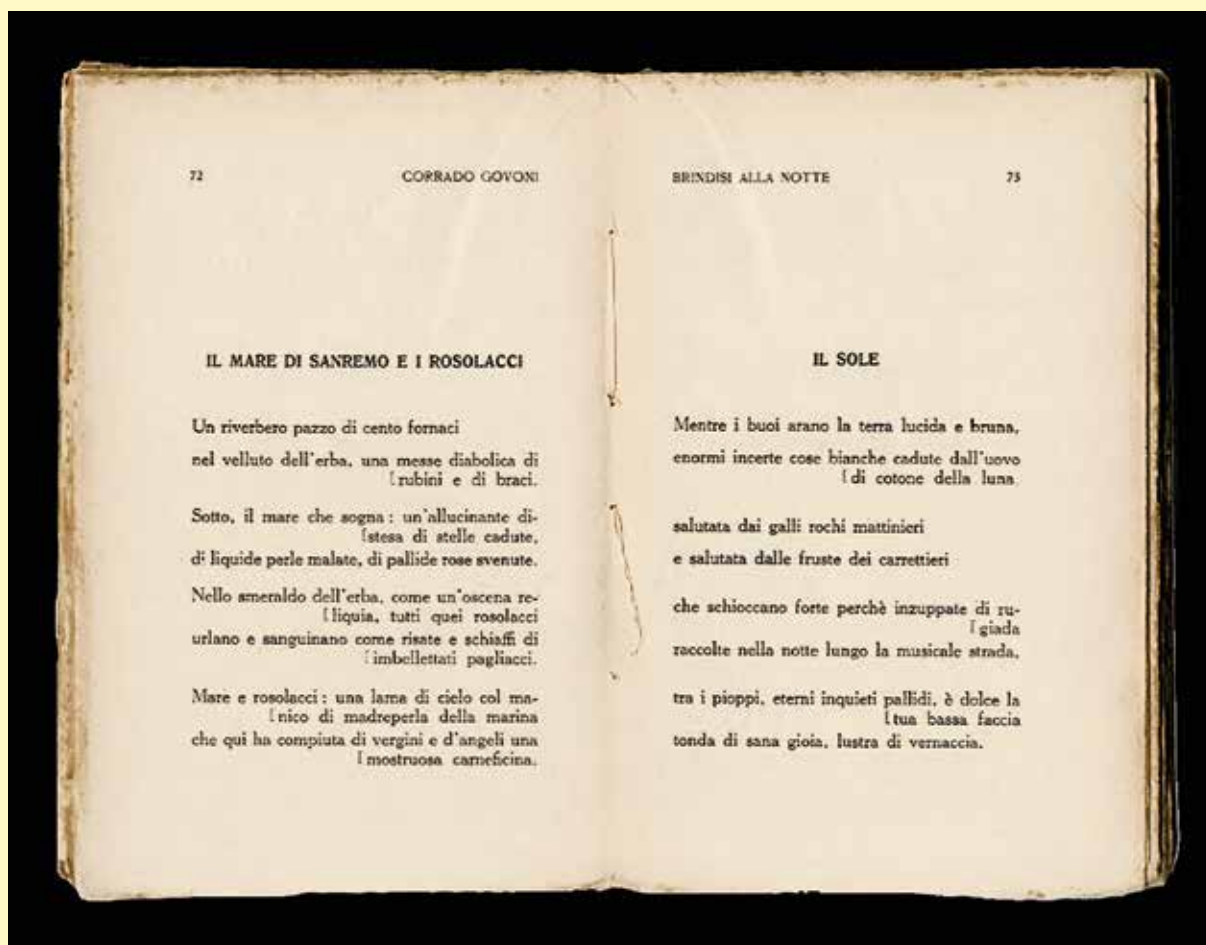 72 CORRADO GOVONI
IL MARE DI SANREMO E I ROSOLACCI
Un riverbero pazzo di cento fornaci
nel velluto dell'erba, una messe diabolica di
[rubini e di braci.
Sotto, il mare che sogna : un'allucinante di-
[stesa di stelle cadute,
di liquide perle malate, di pallide rose svenute.
Nello smeraldo dell'erba, come un'oscena re-
[liquia, tutti quei rosolacci
urlano e sanguinano come risate e schiaffi di
[imbellettati pagliacci.
Mare e rosolacci : una lama di cielo col ma-
[nico di madreperla della marina
che qui ha compiuta di vergini e d'angeli una
[mostruosa carneficina.
BRINDISI ALLA NOTTE 73
IL SOLE
Mentre i buoi arano la terra lucida e bruna,
enormi incerte cose bianche cadute dall'uovo
[di cotone della luna
salutata dai galli rochi mattinieri
e salutata dalle fruste dei carrettieri
che schioccano forte perchè inzuppate di ru-
[giada
raccolte nella notte lungo la musicale strada,
tra i pioppi, eterni inquieti pallidi, è dolce la
[tua bassa faccia
tonda di sana gioia, lustra di vernaccia.